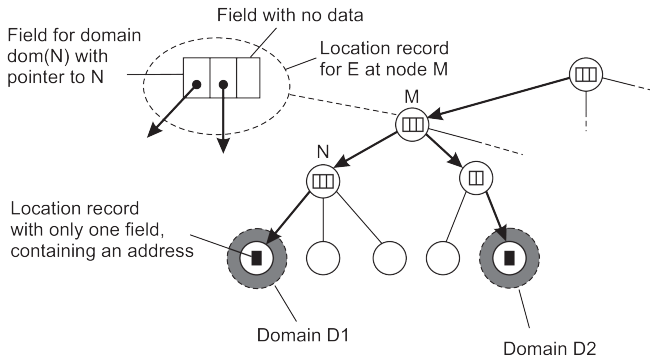 Field with no data
Field for domain
dom(N) with
pointer to N
Location record
for E at node M
M
N
Location record
with only one field,
containing an address
Domain D1
Domain D2